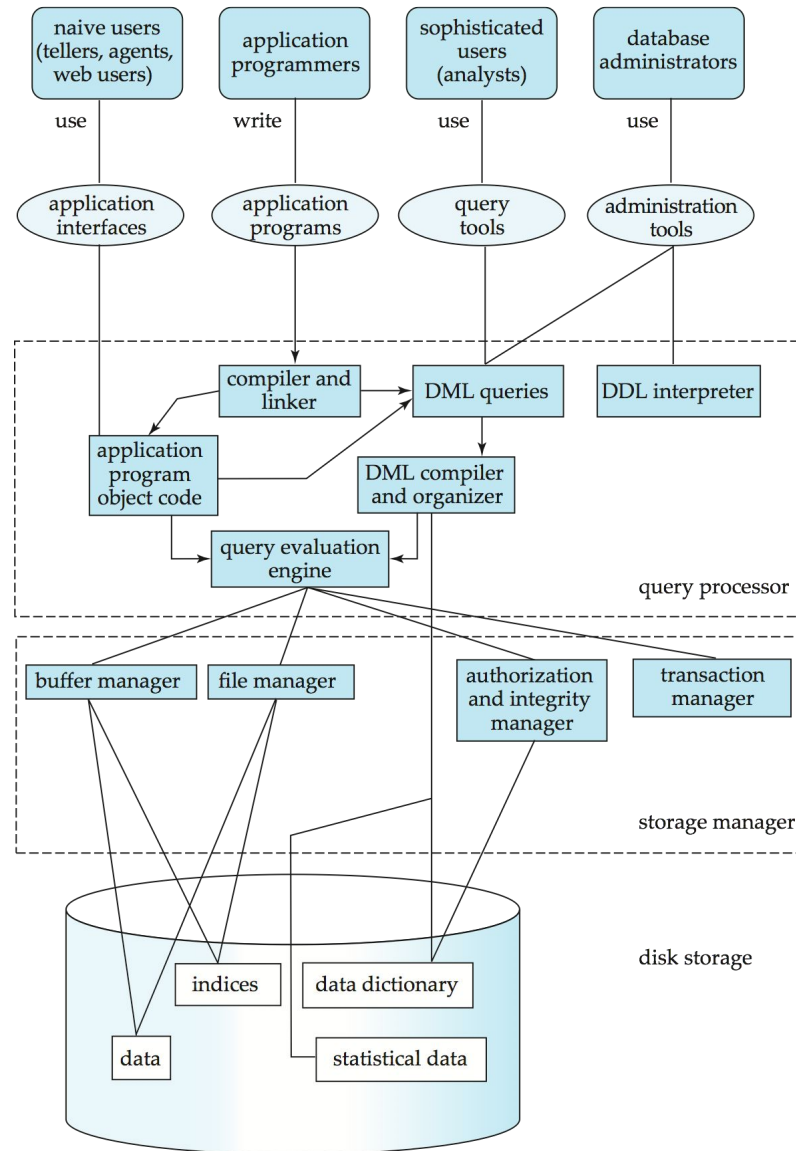 naive users
(tellers, agents,
web users)
application
programmers
sophisticated
users
(analysts)
database
administrators
use
write
use
use
application
interfaces
application
programs
query
tools
administration
tools
compiler and
linker
DML queries
DDL interpreter
application
program
object code
DML compiler
and organizer
query evaluation
engine
query processor
buffer manager
file manager
authorization
and integrity
manager
transaction
manager
storage manager
disk storage
indices
data dictionary
data
statistical data